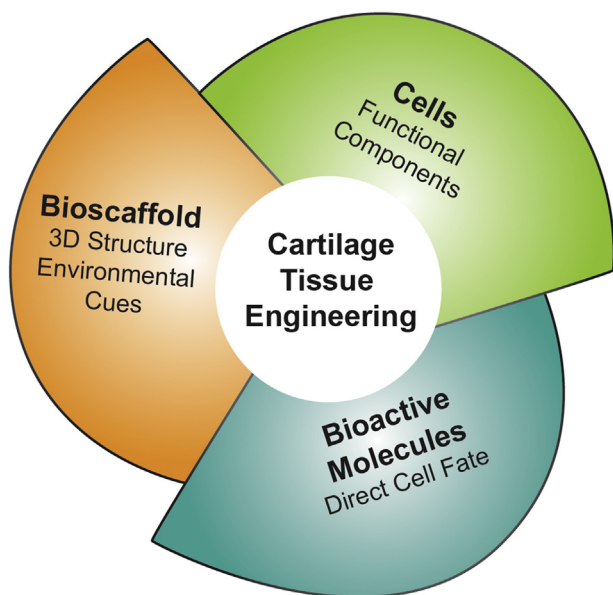 Cells
Functional
Components
Bioscaffold
3D Structure
Environmental
Cues
Cartilage
Tissue
Engineering
Bioactive
Molecules
Direct Cell Fate